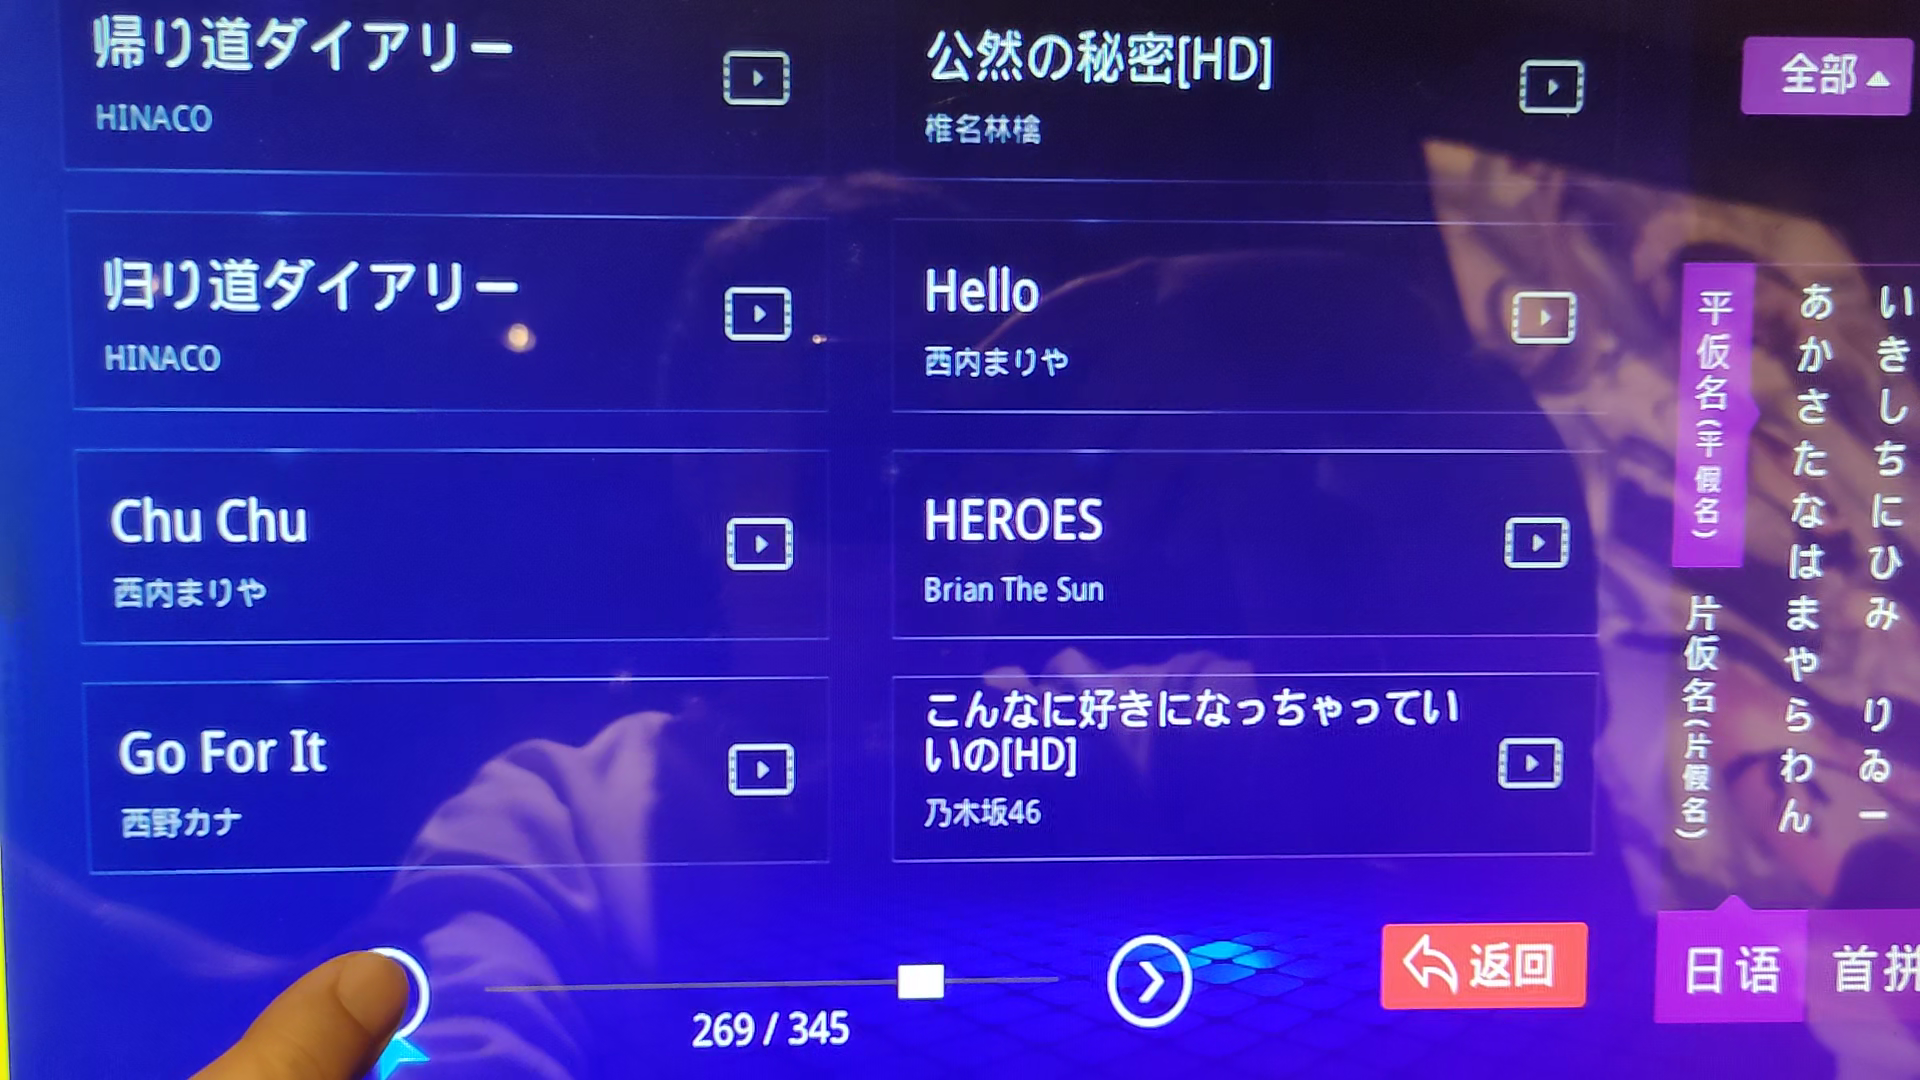 帰り道ダイアリー
HINACO
公然の秘密[HD]
椎名林檎
全部
归り道ダイアリー
HINACO
Hello
西内まりや
Chu Chu
西内まりや
HEROES
Brian The Sun
Go For It
西野カナ
こんなに好きになっちゃってい
いの[HD]
乃木坂46
平仮名(平假名)
片仮名(片假名)
あかさたなはまやらわん
いきしちにひみ りゐー
269 / 345
返回
日语
首拼